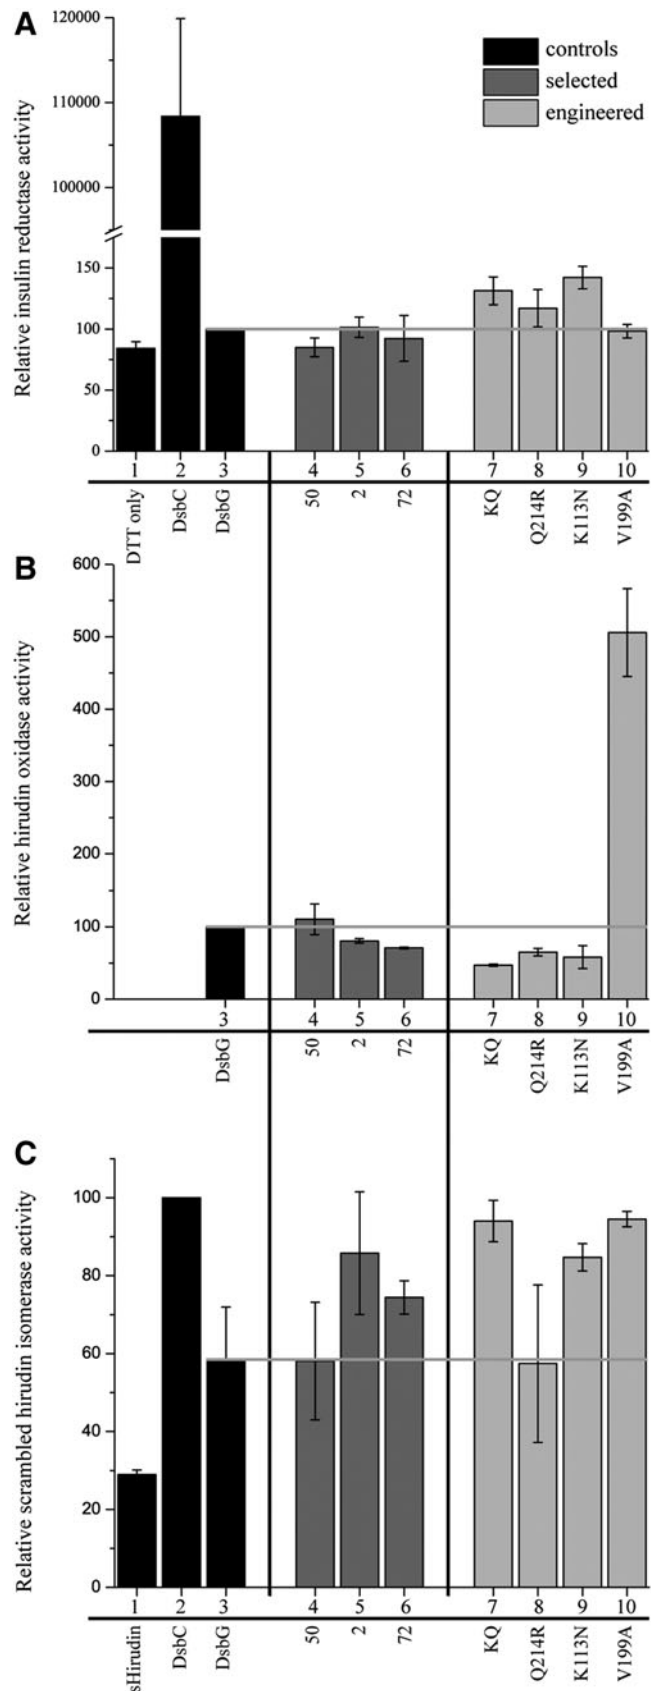 A
Relative insulin reductase activity
120000
110000
100000
150
100
50
0
controls
selected
engineered
1 2 3 4 5 6 7 8 9 10
DTT only DsbC DsbG 50 2 72 KQ Q214R K113N V199A
B
Relative hirudin oxidase activity
600
500
400
300
200
100
0
3 4 5 6 7 8 9 10
DsbG 50 2 72 KQ Q214R K113N V199A
C
Relative scrambled hirudin isomerase activity
100
80
60
40
20
0
1 2 3 4 5 6 7 8 9 10
sHirudin DsbC DsbG 50 2 72 KQ Q214R K113N V199A